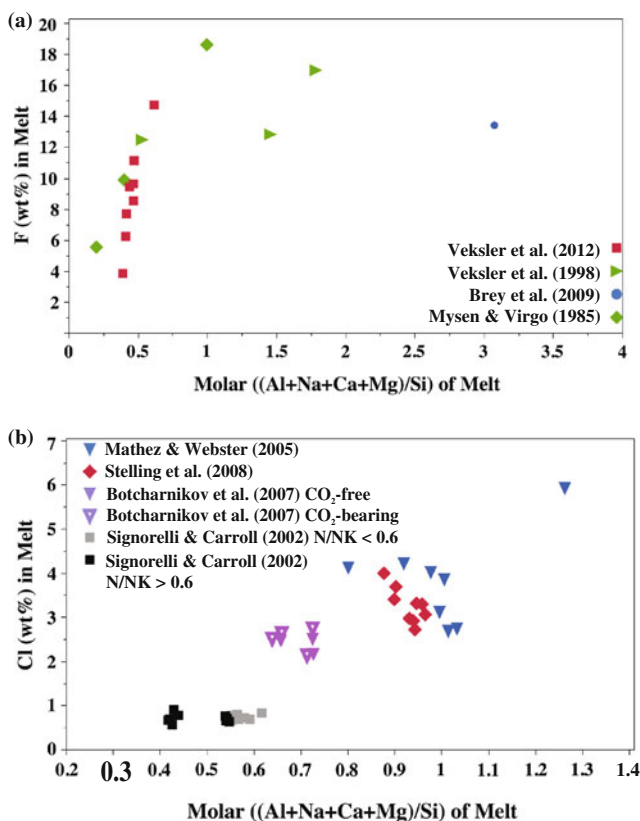 (a)
F (wt%) in Melt
20
18
16
14
12
10
8
6
4
2
0 0.5 1 1.5 2 2.5 3 3.5 4
Veksler et al. (2012)
Veksler et al. (1998)
Brey et al. (2009)
Mysen & Virgo (1985)
Molar ((Al+Na+Ca+Mg)/Si) of Melt
(b)
Cl (wt%) in Melt
7
6
5
4
3
2
1
0
Mathez & Webster (2005)
Stelling et al. (2008)
Botcharnikov et al. (2007) CO₂-free
Botcharnikov et al. (2007) CO₂-bearing
Signorelli & Carroll (2002) N/NK < 0.6
Signorelli & Carroll (2002)
N/NK > 0.6
0.2 0.3 0.4 0.5 0.6 0.7 0.8 0.9 1 1.1 1.2 1.3 1.4
Molar ((Al+Na+Ca+Mg)/Si) of Melt